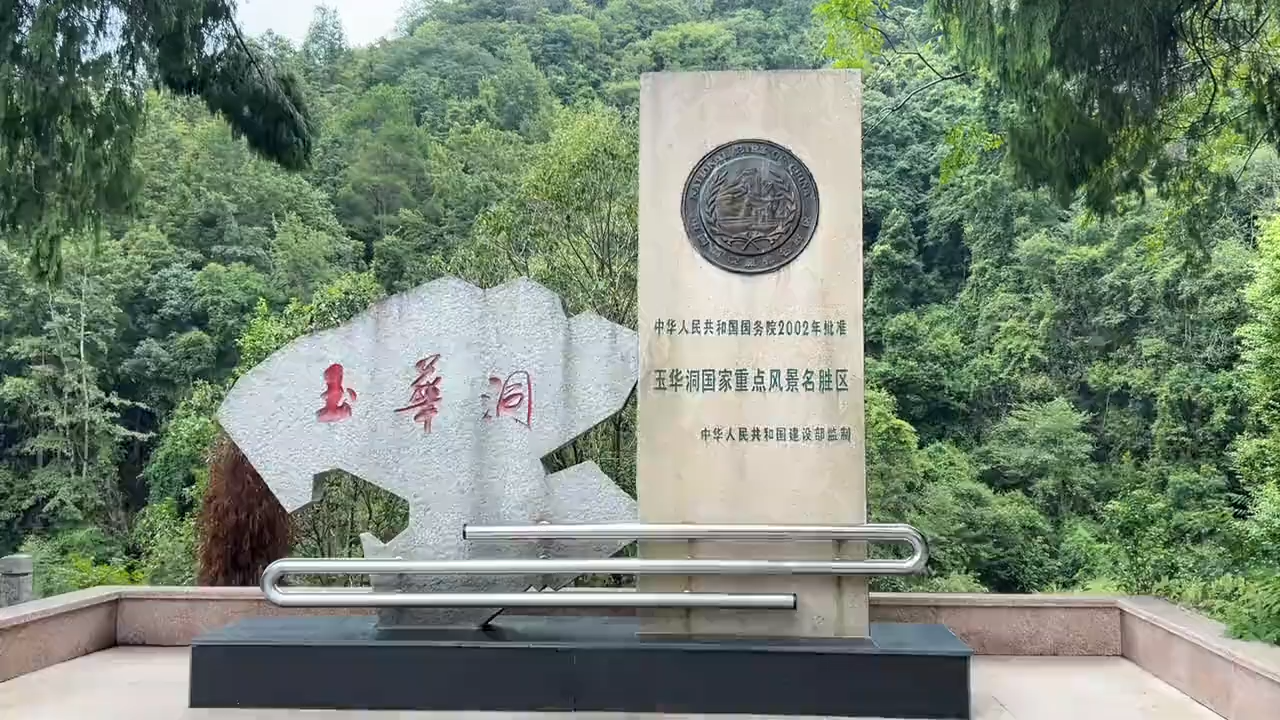 玉華洞
中华人民共和国国务院2002年批准
玉华洞国家重点风景名胜区
中华人民共和国建设部监制